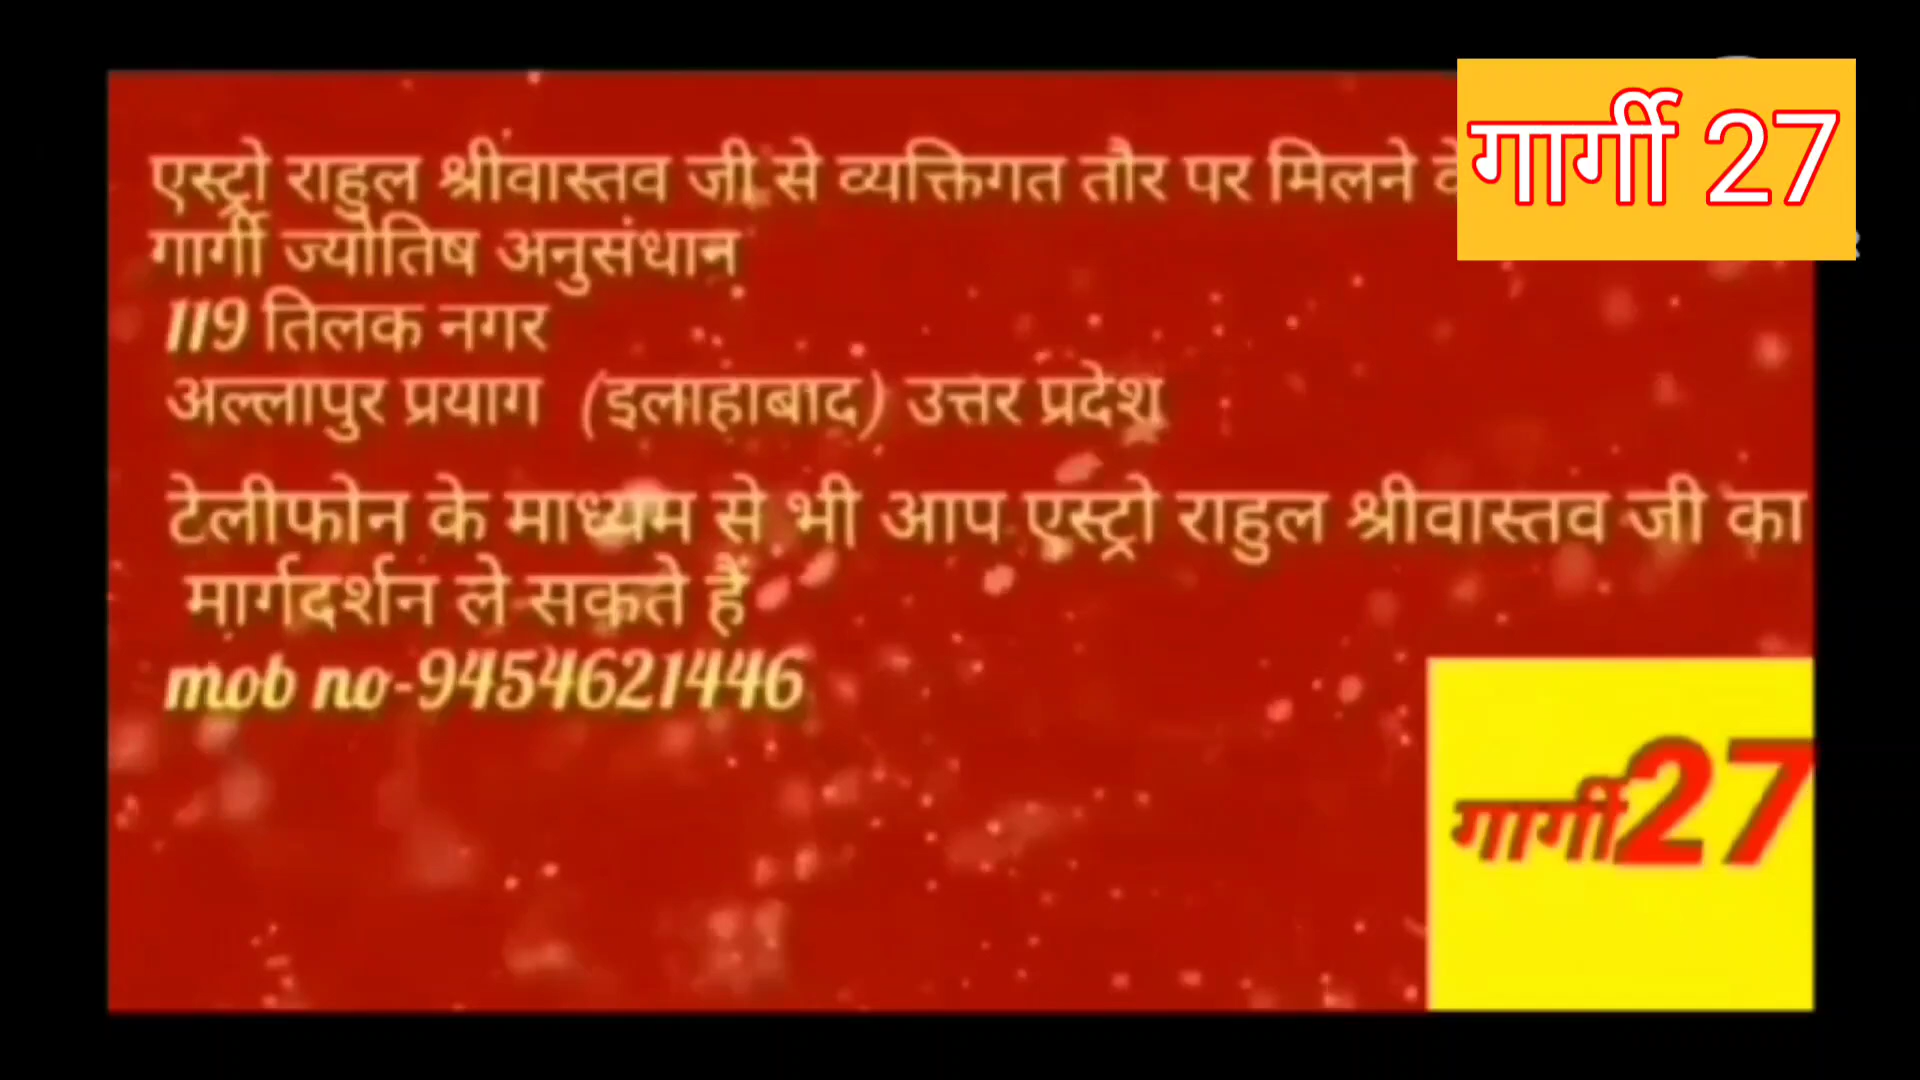 एस्ट्रो राहुल श्रीवास्तव जी से व्यक्तिगत तौर पर मिलने
गार्गी 27
गार्गी ज्योतिष अनुसंधान
119 तिलक नगर
अल्लापुर प्रयाग (इलाहाबाद) उत्तर प्रदेश
टेलीफोन के माध्यम से भी आप एस्ट्रो राहुल श्रीवास्तव जी का
मार्गदर्शन ले सकते हैं
mob no-9454621446
गार्गी27